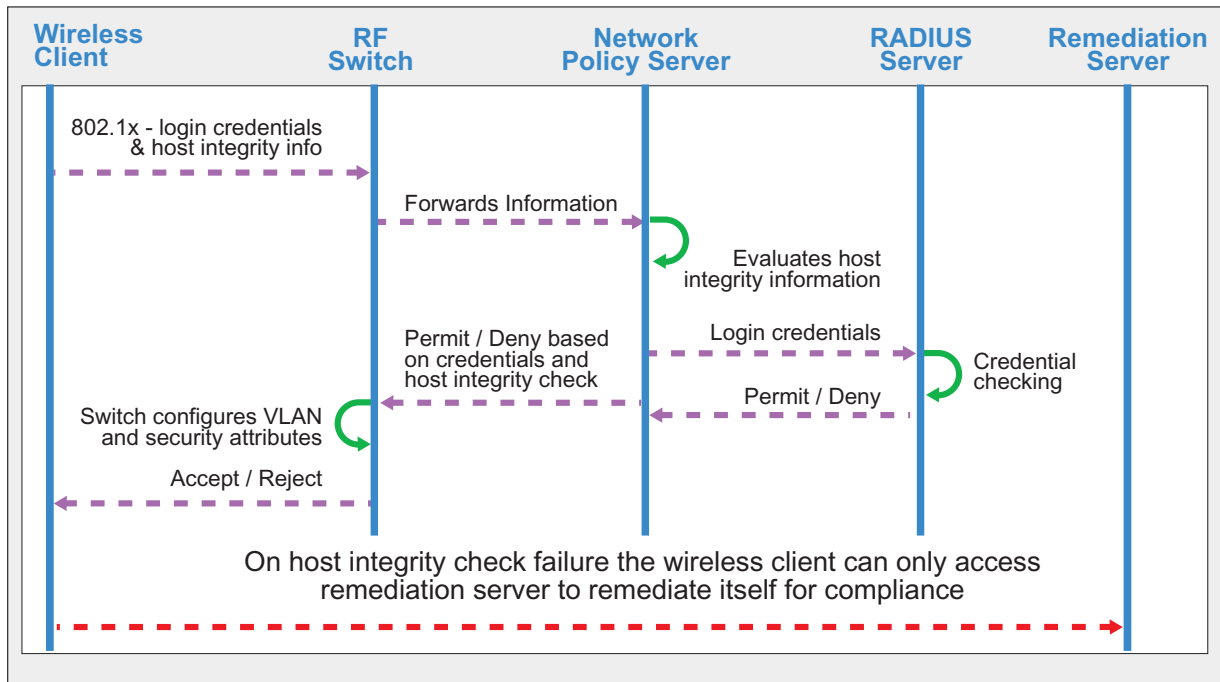 Wireless
Client
RF
Switch
Network
Policy Server
RADIUS
Server
Remediation
Server
802.1x - login credentials
& host integrity info
Forwards Information
Evaluates host
integrity information
Login credentials
Permit / Deny based
on credentials and
host integrity check
Credential
checking
Permit / Deny
Switch configures VLAN
and security attributes
Accept / Reject
On host integrity check failure the wireless client can only access
remediation server to remediate itself for compliance